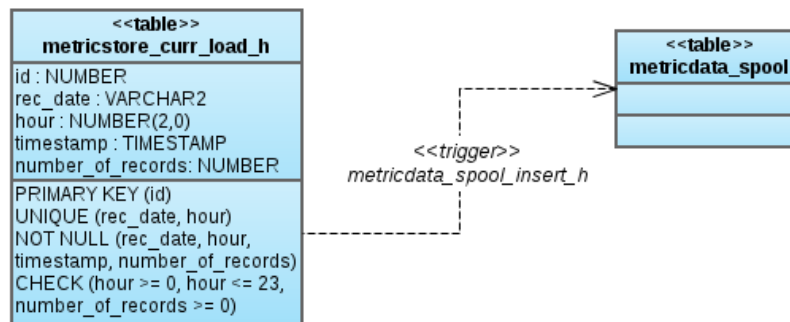 <<table>>
metricstore_curr_load_h
id : NUMBER
rec_date : VARCHAR2
hour : NUMBER(2,0)
timestamp : TIMESTAMP
number_of_records: NUMBER
PRIMARY KEY (id)
UNIQUE (rec_date, hour)
NOT NULL (rec_date, hour,
timestamp, number_of_records)
CHECK (hour >= 0, hour <= 23,
number_of_records >= 0)
<<trigger>>
metricdata_spool_insert_h
<<table>>
metricdata_spool